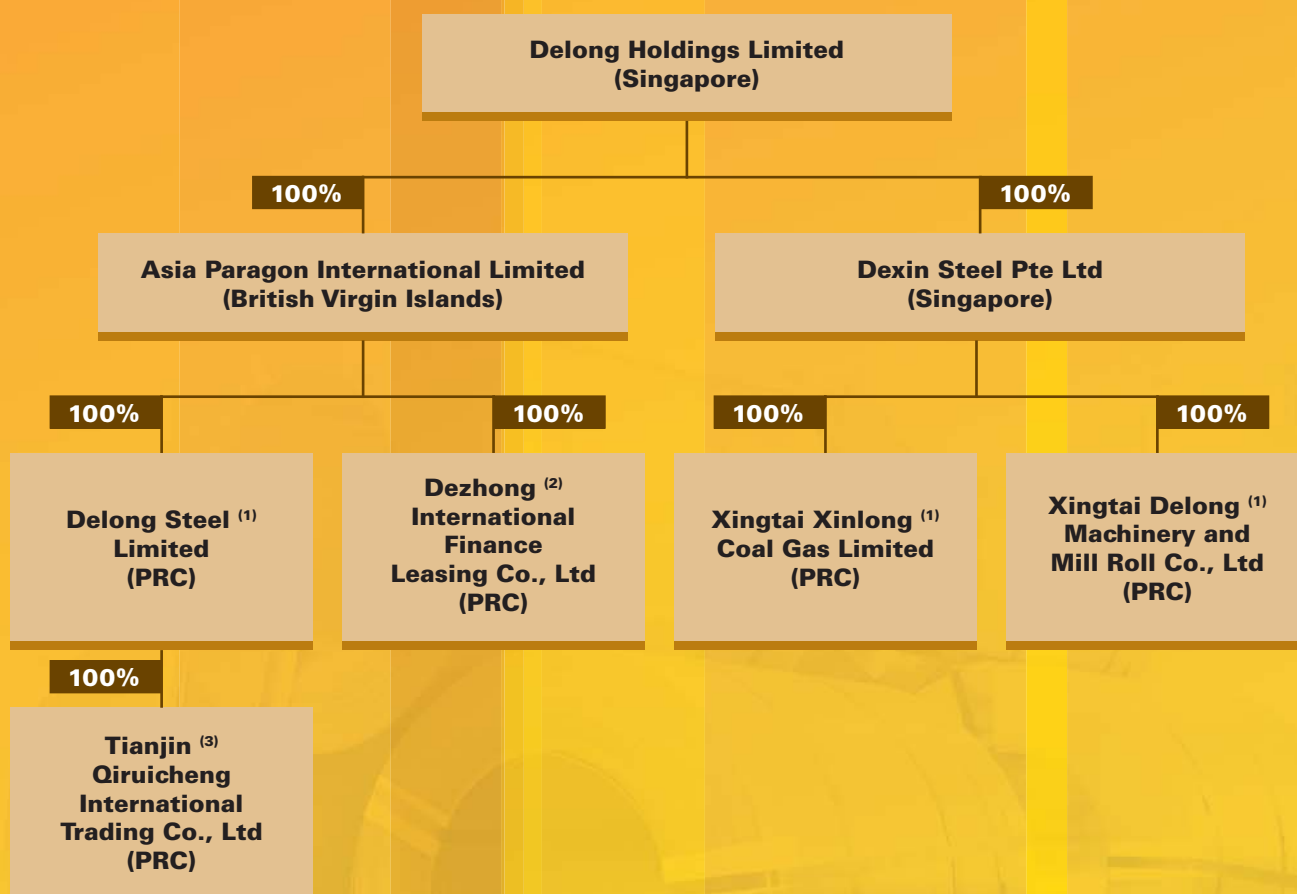 Delong Holdings Limited
(Singapore)
100%
100%
Asia Paragon International Limited
(British Virgin Islands)
Dexin Steel Pte Ltd
(Singapore)
100%
100%
100%
100%
Delong Steel (1)
Limited
(PRC)
Dezhong (2)
International
Finance
Leasing Co., Ltd
(PRC)
Xingtai Xinlong (1)
Coal Gas Limited
(PRC)
Xingtai Delong (1)
Machinery and
Mill Roll Co., Ltd
(PRC)
100%
Tianjin (3)
Qiruicheng
International
Trading Co., Ltd
(PRC)